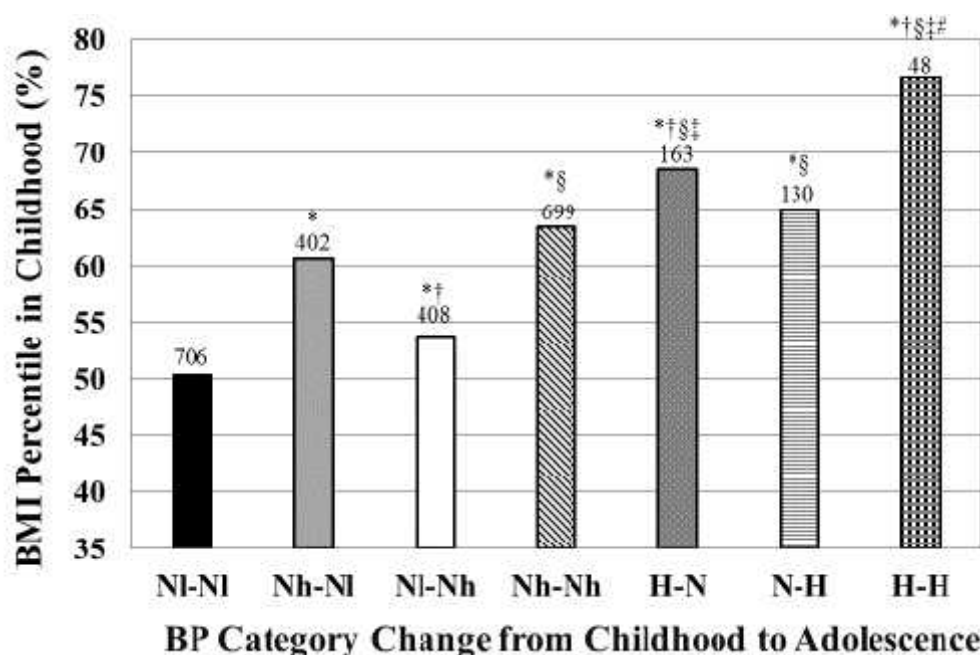 BMI Percentile in Childhood (%)
80
75
70
65
60
55
50
45
40
35
706
*
402
*†
408
*§
699
*†§‡
163
*§
130
*†§‡#
48
Nl-Nl
Nh-Nl
Nl-Nh
Nh-Nh
H-N
N-H
H-H
BP Category Change from Childhood to Adolescence